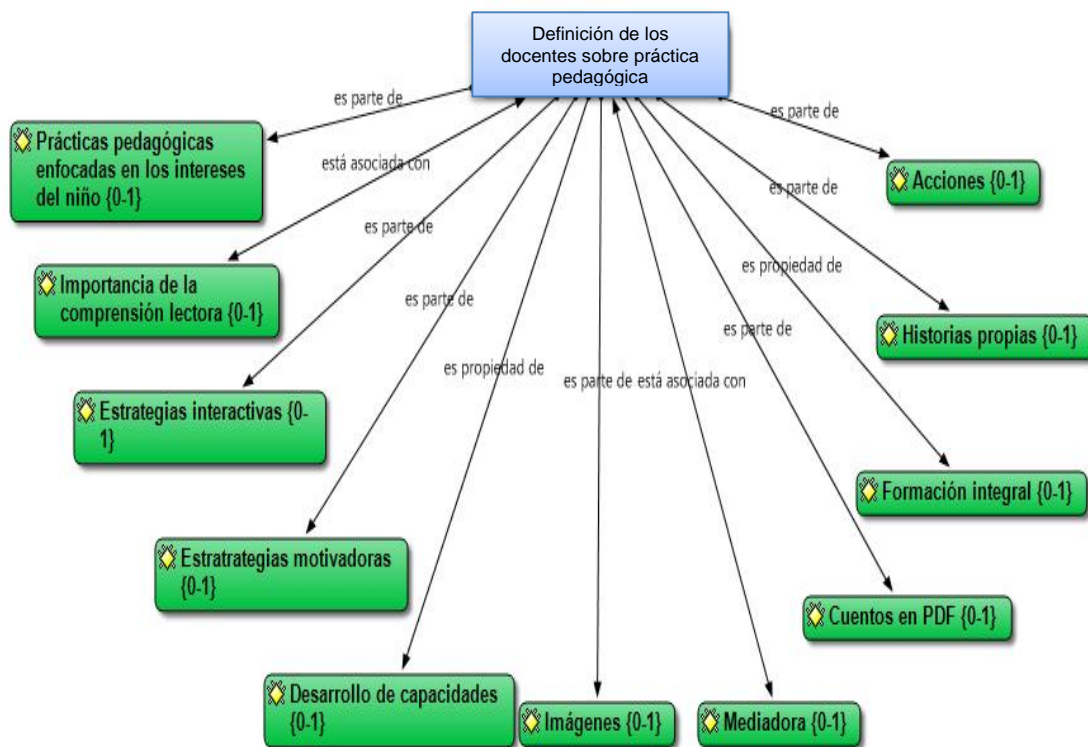 Definición de los
docentes sobre práctica
pedagógica
es parte de
es parte de
Prácticas pedagógicas
enfocadas en los intereses
del niño {0-1}
está asociada con
Acciones {0-1}
es parte de
es parte de
Importancia de la
comprensión lectora {0-1}
es propiedad de
es parte de
Historias propias {0-1}
es parte de
es propiedad de
es parte de está asociada con
Estrategias interactivas {0-
1}
Formación integral {0-1}
Estratrategias motivadoras
{0-1}
Cuentos en PDF {0-1}
Desarrollo de capacidades
{0-1}
Imágenes {0-1}
Mediadora {0-1}